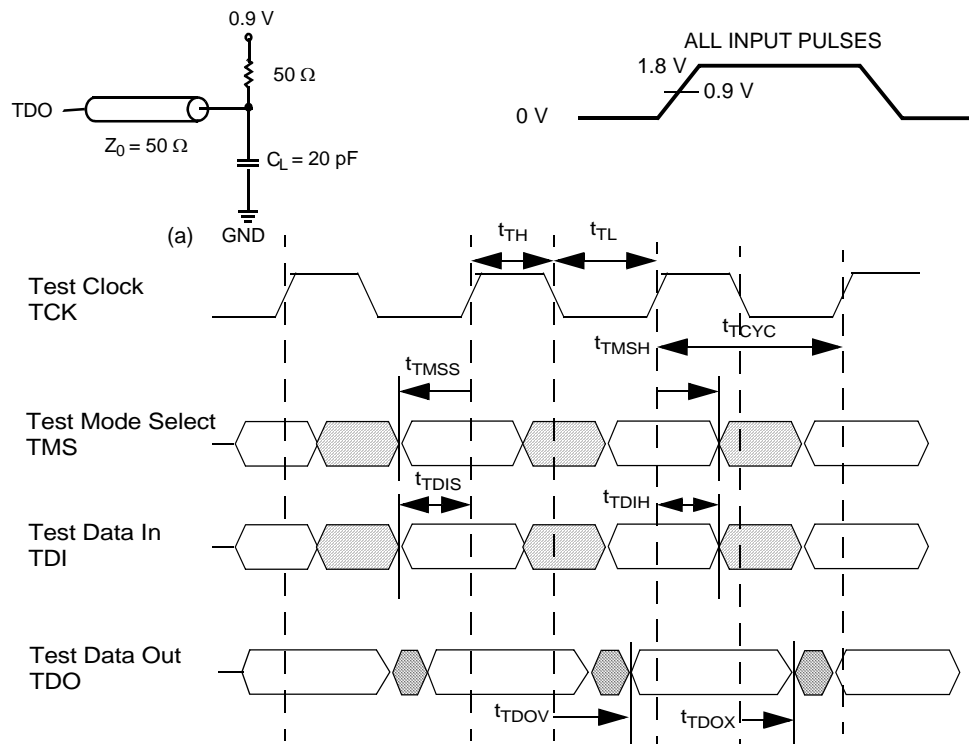 0.9 V
50 Ω
TDO
Z0 = 50 Ω
CL = 20 pF
(a)
GND
ALL INPUT PULSES
1.8 V
0.9 V
0 V
tTH
tTL
Test Clock
TCK
tTCYC
tTMSH
tTMSS
Test Mode Select
TMS
tTDIS
tTDIH
Test Data In
TDI
Test Data Out
TDO
tTDOV
tTDOX